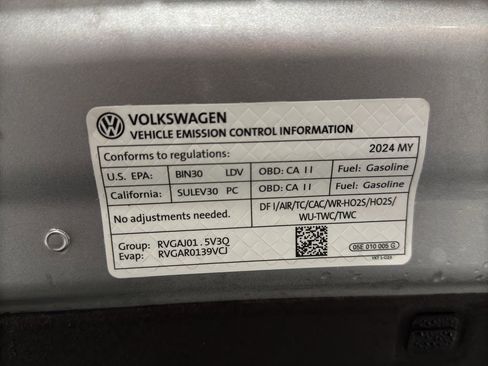 VOLKSWAGEN
VEHICLE EMISSION CONTROL INFORMATION
Conforms to regulations: 2024 MY
U.S. EPA: BIN30 LDV OBD: CA II Fuel: Gasoline
California: SULEV30 PC OBD: CA II Fuel: Gasoline
No adjustments needed. DFI/AIR/TC/CAC/WR-HO2S/HO2S/
WU-TWC/TWC
Group: RVGAJ01.5V3Q
Evap: RVGAR0139VCJ
05E 010 005 G